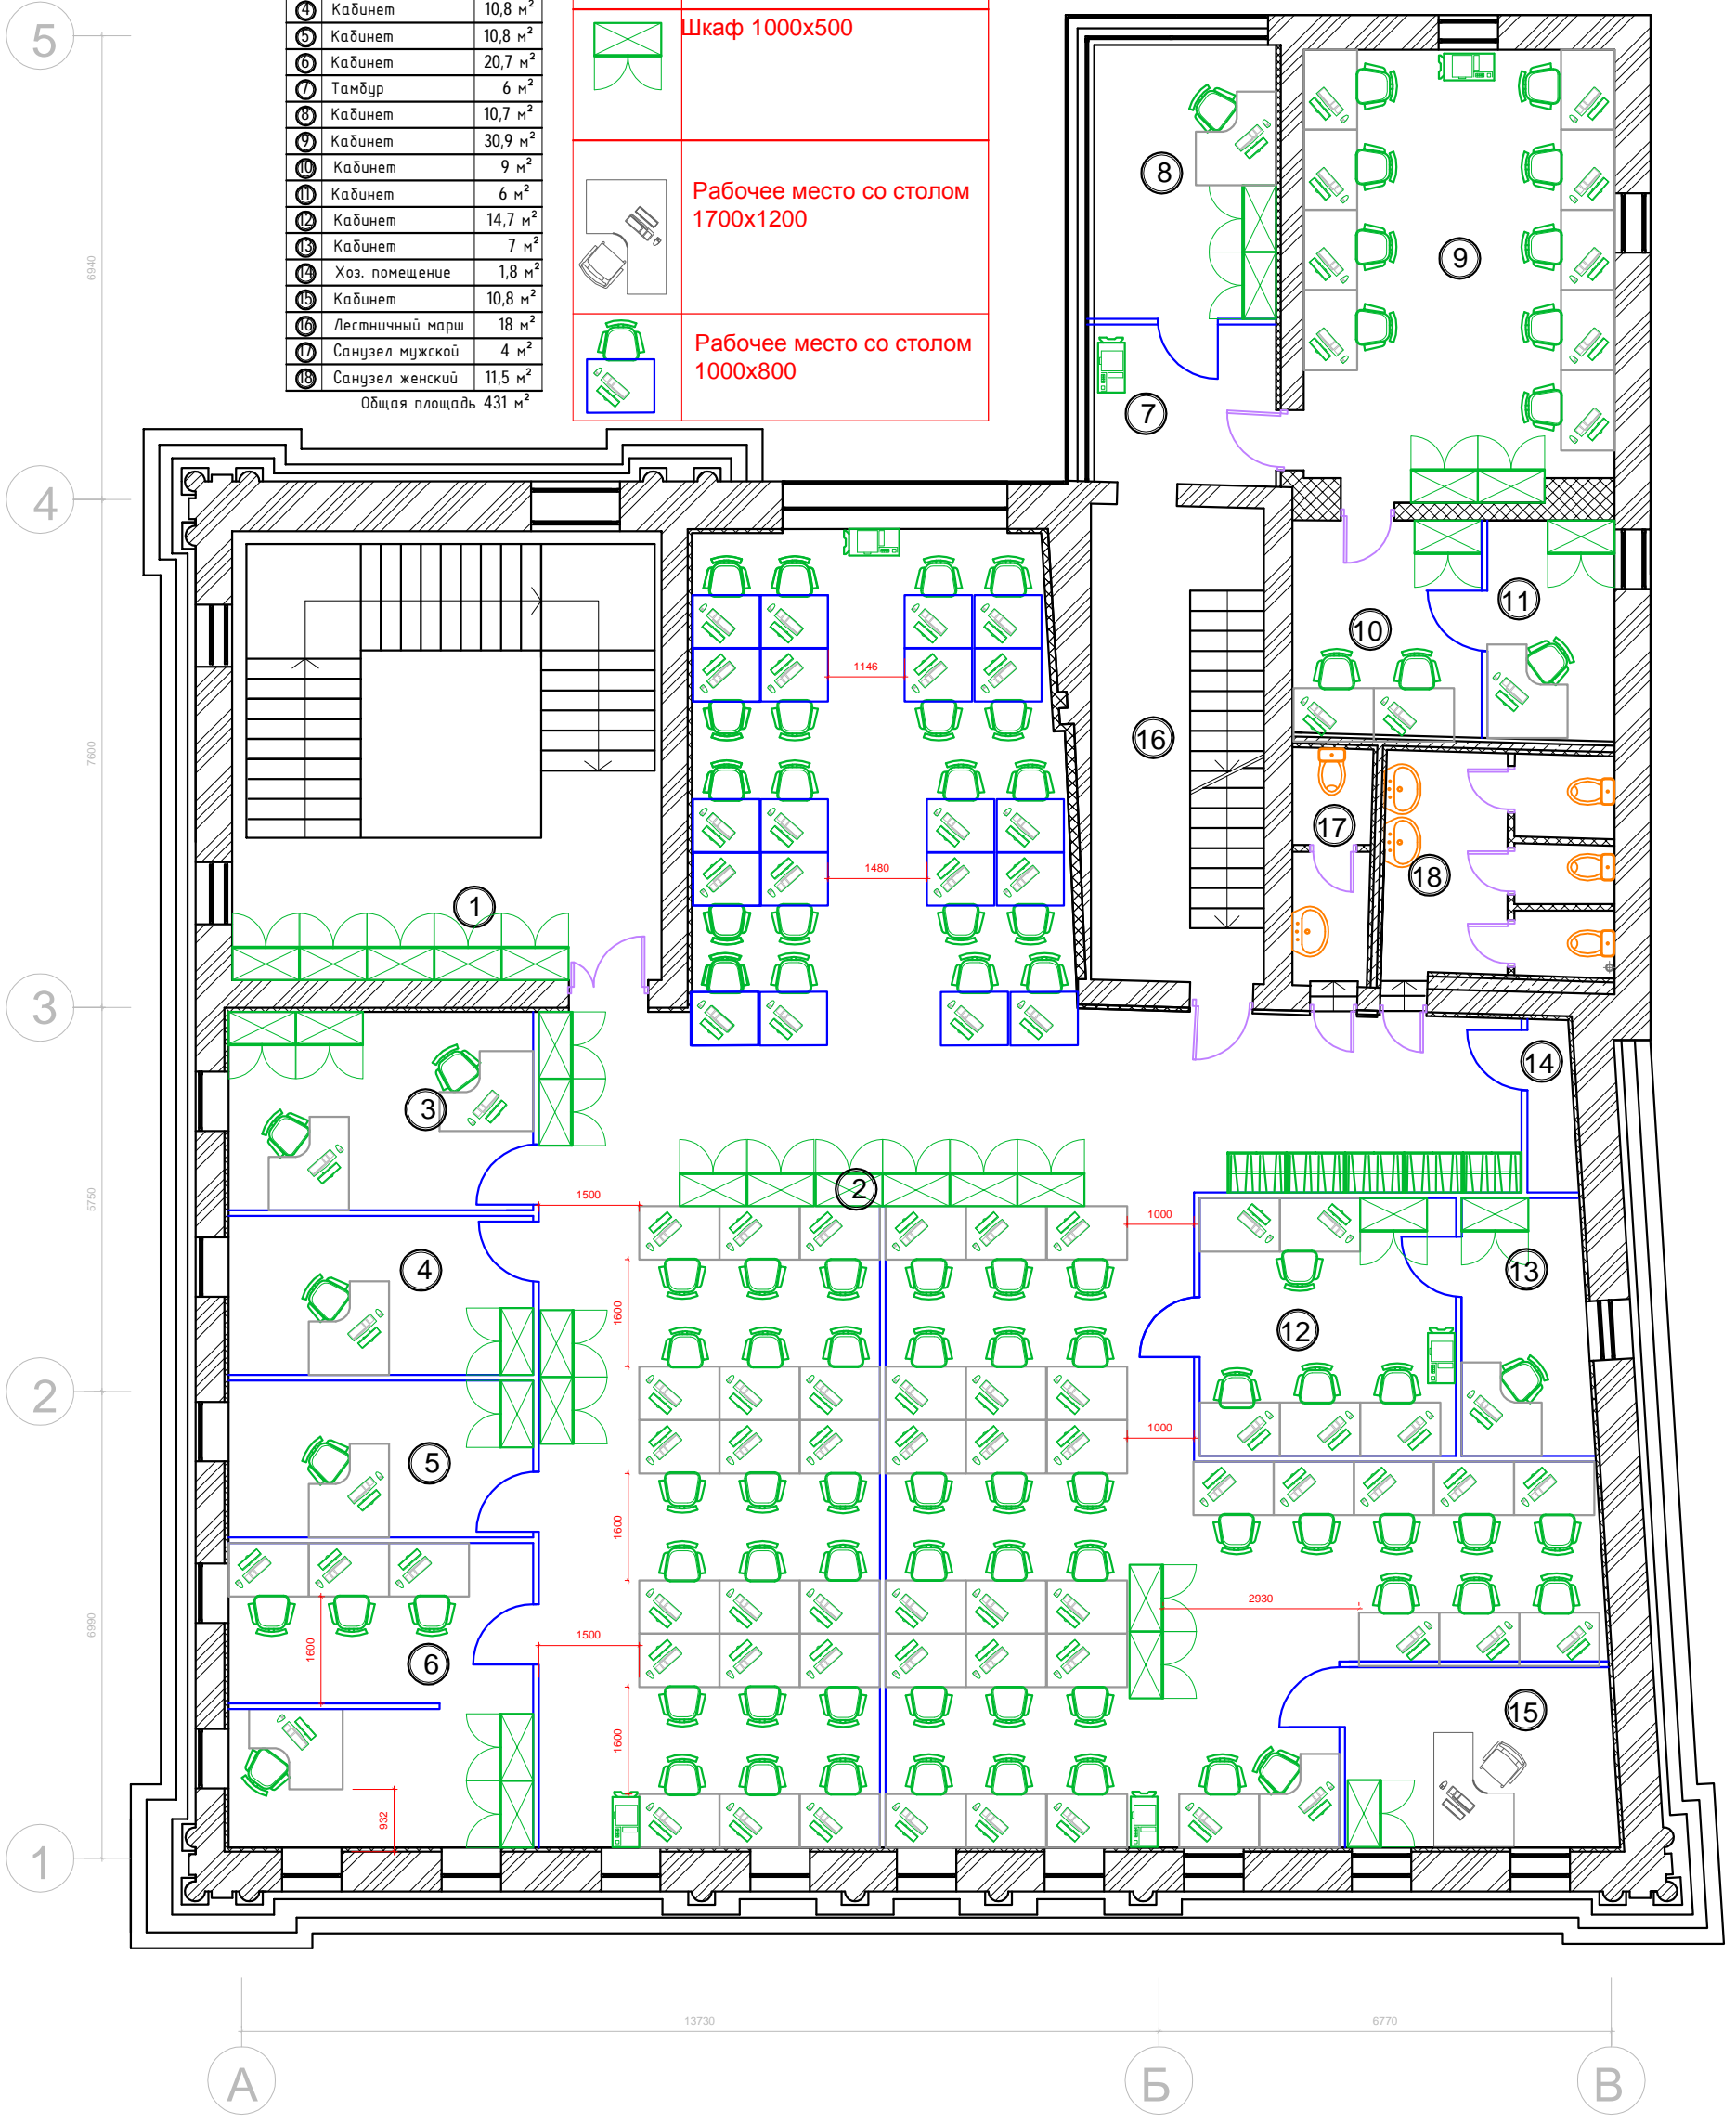 4 Кабинет 10,8 м²
5 Кабинет 10,8 м²
6 Кабинет 20,7 м²
7 Тамбур 6 м²
8 Кабинет 10,7 м²
9 Кабинет 30,9 м²
10 Кабинет 9 м²
11 Кабинет 6 м²
12 Кабинет 14,7 м²
13 Кабинет 7 м²
14 Хоз. помещение 1,8 м²
15 Кабинет 10,8 м²
16 Лестничный марш 18 м²
17 Санузел мужской 4 м²
18 Санузел женский 11,5 м²
Общая площадь 431 м²
Шкаф 1000х500
Рабочее место со столом
1700х1200
Рабочее место со столом
1000х800
5
4
3
2
1
6940
7600
5750
6990
8
9
7
11
10
16
17
18
1
1146
1480
14
3
2
4
5
6
12
13
15
1500
1000
1600
1000
1600
1600
1500
2930
1600
932
13730
6770
А
Б
В